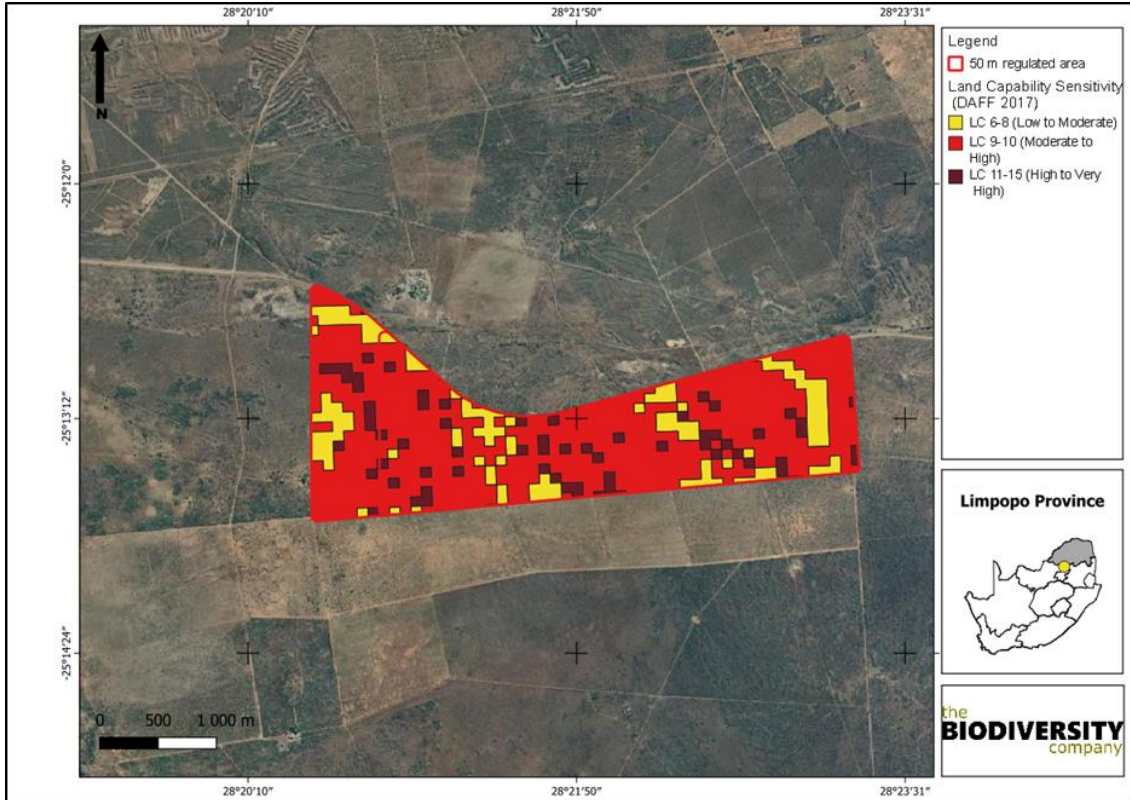 28°20′10″
28°21′50″
28°23′31″
N
-25°12′0″
-25°13′12″
-25°14′24″
0 500 1 000 m
28°20′10″
28°21′50″
28°23′31″
Legend
50 m regulated area
Land Capability Sensitivity
(DAFF 2017)
LC 6-8 (Low to Moderate)
LC 9-10 (Moderate to
High)
LC 11-15 (High to Very
High)
Limpopo Province
the
BIODIVERSITY
company